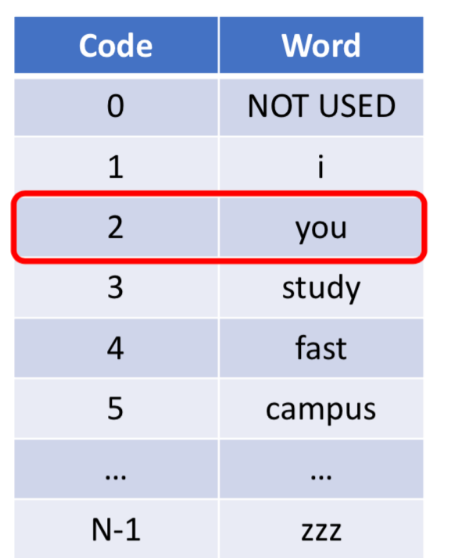 Code Word
0 NOT USED
1 i
2 you
3 study
4 fast
5 campus
... ...
N-1 zzz